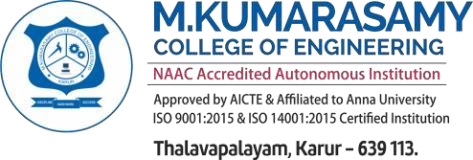 M.KUMARASAMY
COLLEGE OF ENGINEERING
NAAC Accredited Autonomous Institution
Approved by AICTE & Affiliated to Anna University
ISO 9001:2015 & ISO 14001:2015 Certified Institution
Thalavapalayam, Karur – 639 113.